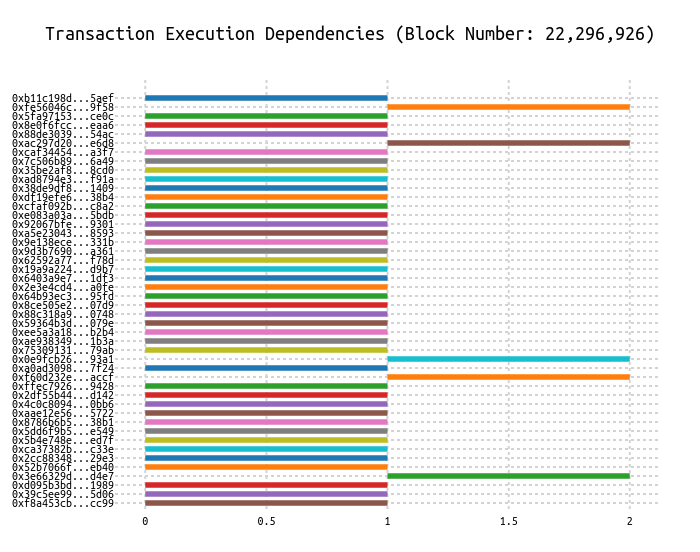 Transaction Execution Dependencies (Block Number: 22,296,926)
0xb11c198d...5aef
0xfe56046c...9f58
0x5fa97153...ce0c
0x8e0f6fcc...eaa6
0x88de3039...54ac
0xac297d20...e6d8
0xcaf34454...a3f7
0x7c506b89...6a49
0x35be2af8...8cd0
0xad8794e3...f91a
0x38de9df8...1409
0xdf19efe6...38b4
0xcfaf092b...c8a2
0xe083a03a...5bdb
0x92067bfe...9301
0xa5e23043...8593
0x9e138ece...331b
0x9d3b7690...a361
0x62592a77...f78d
0x19a9a224...d9b7
0x6403a9e7...1df3
0x2e3e4cd4...a0fe
0x64b93ec3...95fd
0x8ce505e2...07d9
0x88c318a9...0748
0x59364b3d...079e
0xee5a3a18...b2b4
0xae938349...1b3a
0x75309131...79ab
0x0e9fcb26...93a1
0xa0ad3098...7f24
0xf60d232e...accf
0xffec7926...9428
0x2df55b44...d142
0x4c0c8094...0bb6
0xaae12e56...5722
0x8786b6b5...38b1
0x5dd6f9b5...e549
0x5b4e748e...ed7f
0xca37382b...c33e
0x2cc88348...29e3
0x52b7066f...eb40
0x3e66329d...d4e7
0xd095b3bd...1989
0x39c5ee99...5d06
0xf8a453cb...cc99
0 0.5 1 1.5 2